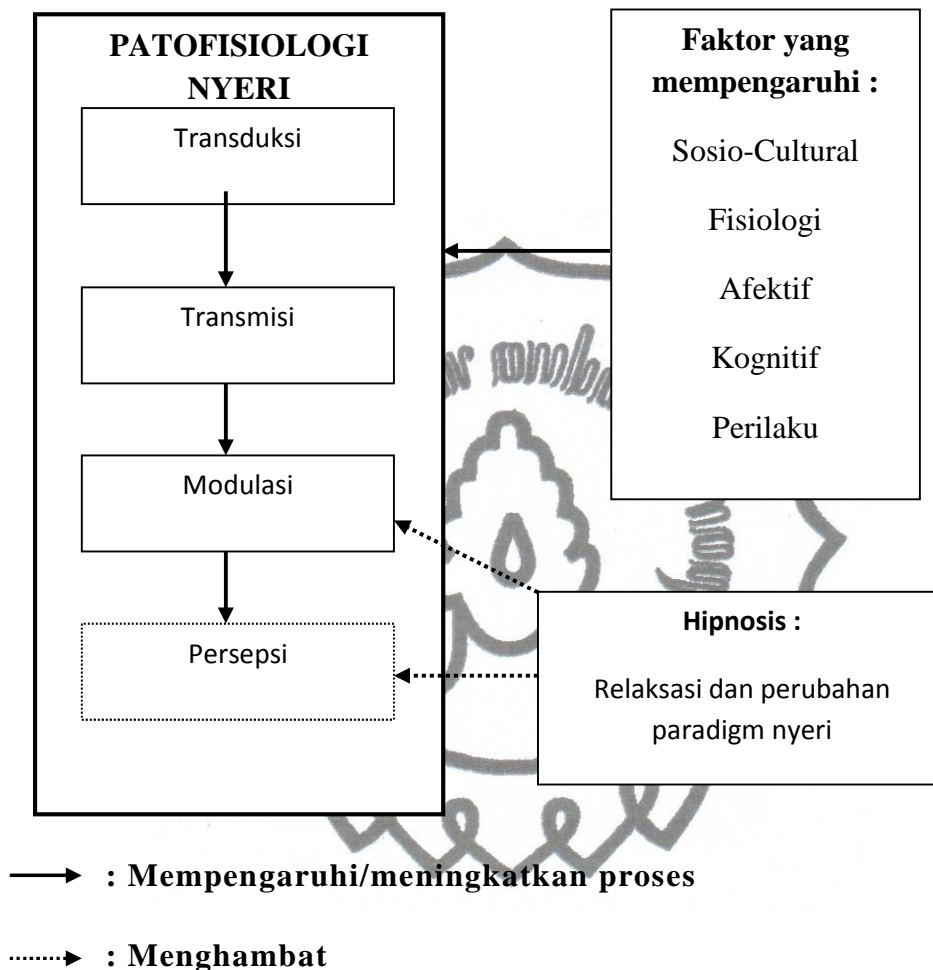 PATOFISIOLOGI
NYERI
Transduksi
Transmisi
Modulasi
Persepsi
Faktor yang
mempengaruhi :
Sosio-Cultural
Fisiologi
Afektif
Kognitif
Perilaku
Hipnosis :
Relaksasi dan perubahan
paradigm nyeri
: Mempengaruhi/meningkatkan proses
: Menghambat